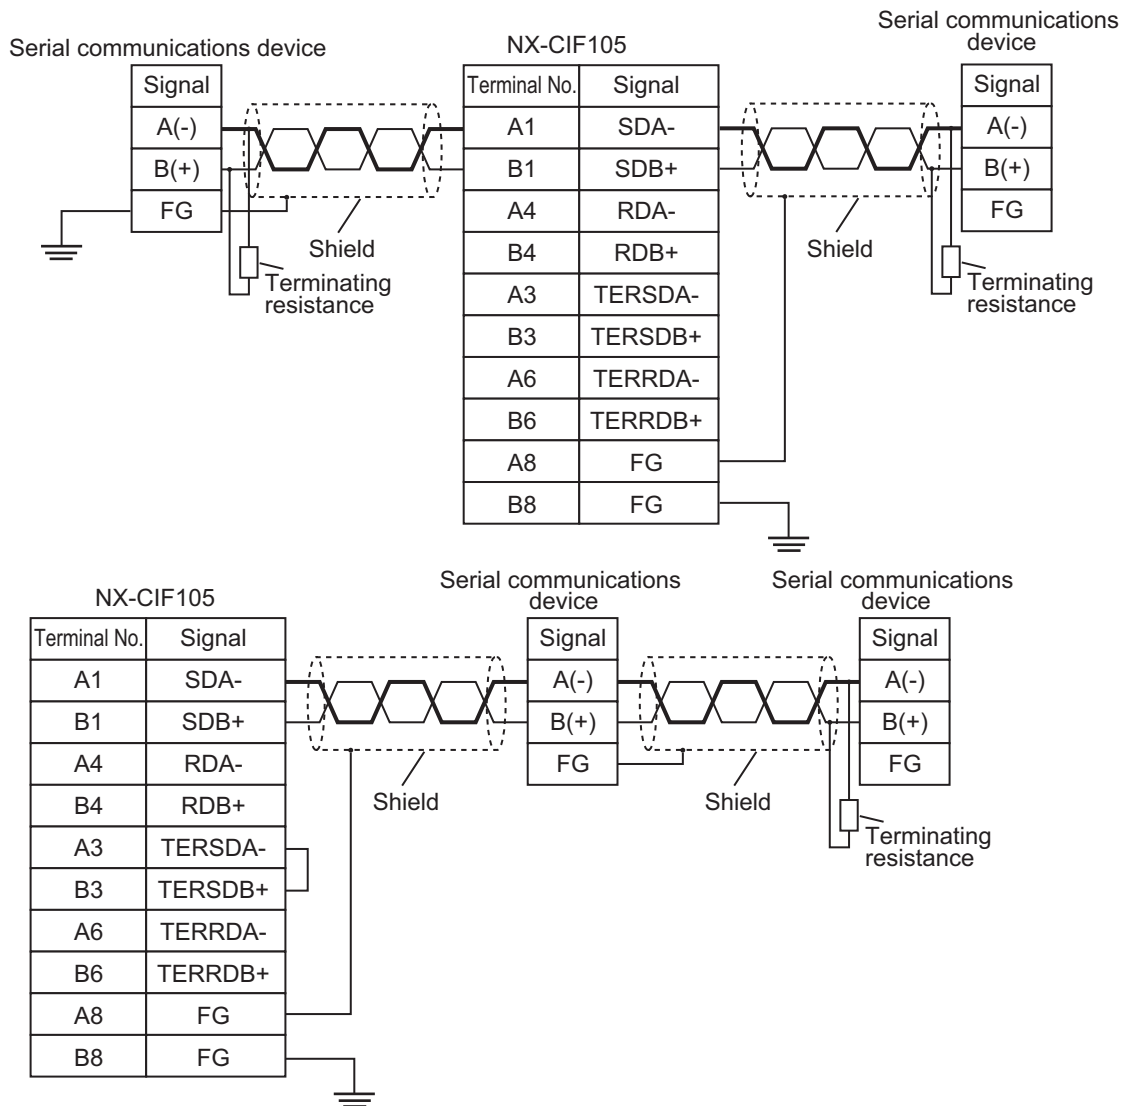 Serial communications device
Signal
A(-)
B(+)
FG
Shield
Terminating
resistance
NX-CIF105
Terminal No. Signal
A1 SDA-
B1 SDB+
A4 RDA-
B4 RDB+
A3 TERSDA-
B3 TERSDB+
A6 TERRDA-
B6 TERRDB+
A8 FG
B8 FG
Shield
Serial communications
device
Signal
A(-)
B(+)
FG
Terminating
resistance
NX-CIF105
Terminal No. Signal
A1 SDA-
B1 SDB+
A4 RDA-
B4 RDB+
A3 TERSDA-
B3 TERSDB+
A6 TERRDA-
B6 TERRDB+
A8 FG
B8 FG
Shield
Serial communications
device
Signal
A(-)
B(+)
FG
Shield
Serial communications
device
Signal
A(-)
B(+)
FG
Terminating
resistance